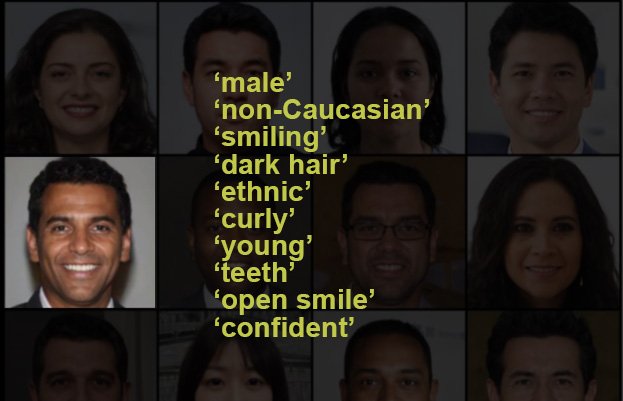 ‘male’
‘non-Caucasian’
‘smiling’
‘dark hair’
‘ethnic’
‘curly’
‘young’
‘teeth’
‘open smile’
‘confident’